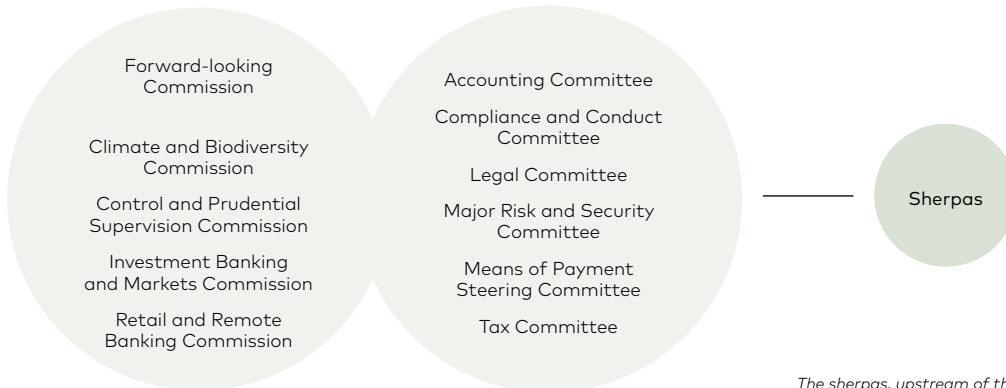 Forward-looking
Commission
Climate and Biodiversity
Commission
Control and Prudential
Supervision Commission
Investment Banking
and Markets Commission
Retail and Remote
Banking Commission
Accounting Committee
Compliance and Conduct
Committee
Legal Committee
Major Risk and Security
Committee
Means of Payment
Steering Committee
Tax Committee
Sherpas
The sherpas, upstream of